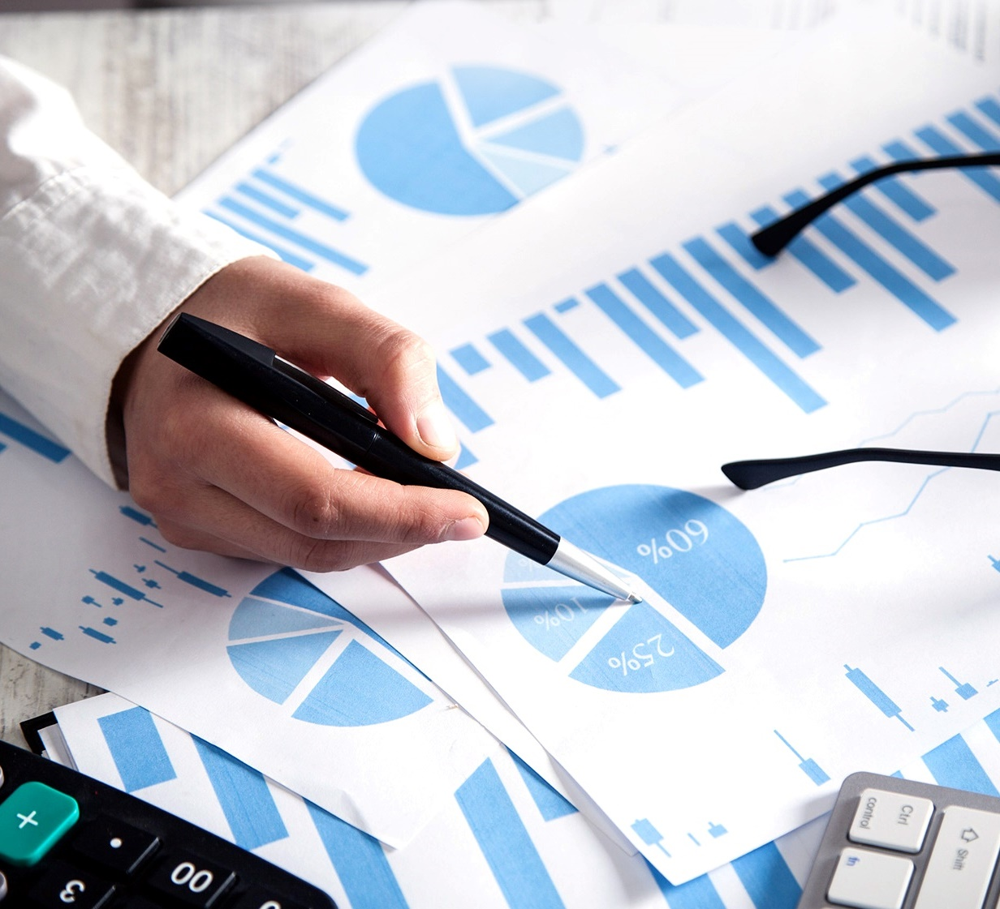 60%
10%
25%
+
.
00
3
Ctrl
control
Shift
fn